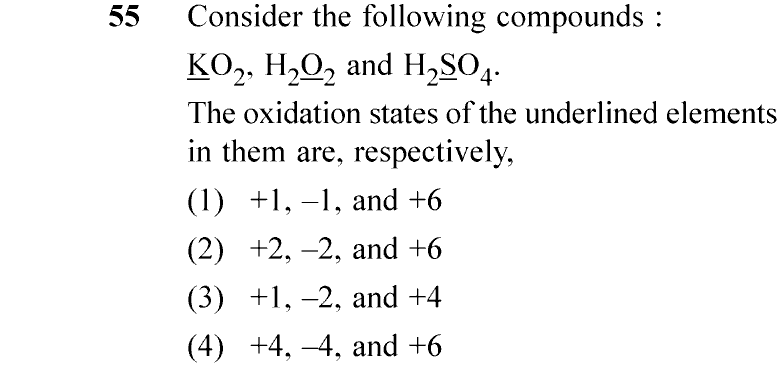 55 Consider the following compounds :
KO₂, H₂O₂ and H₂SO₄.
The oxidation states of the underlined elements
in them are, respectively,
(1) +1, –1, and +6
(2) +2, –2, and +6
(3) +1, –2, and +4
(4) +4, –4, and +6